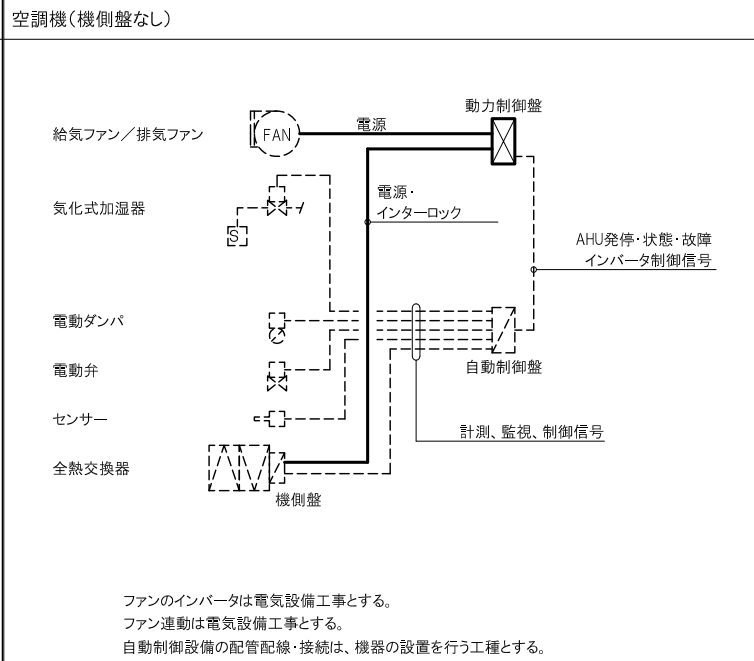 空調機(機側盤なし)
動力制御盤
給気ファン／排気ファン
FAN
電源
気化式加湿器
S
電源・
インターロック
AHU発停・状態・故障
インバータ制御信号
電動ダンパ
自動制御盤
電動弁
センサー
計測、監視、制御信号
全熱交換器
機側盤
ファンのインバータは電気設備工事とする。
ファン連動は電気設備工事とする。
自動制御設備の配管配線・接続は、機器の設置を行う工種とする。